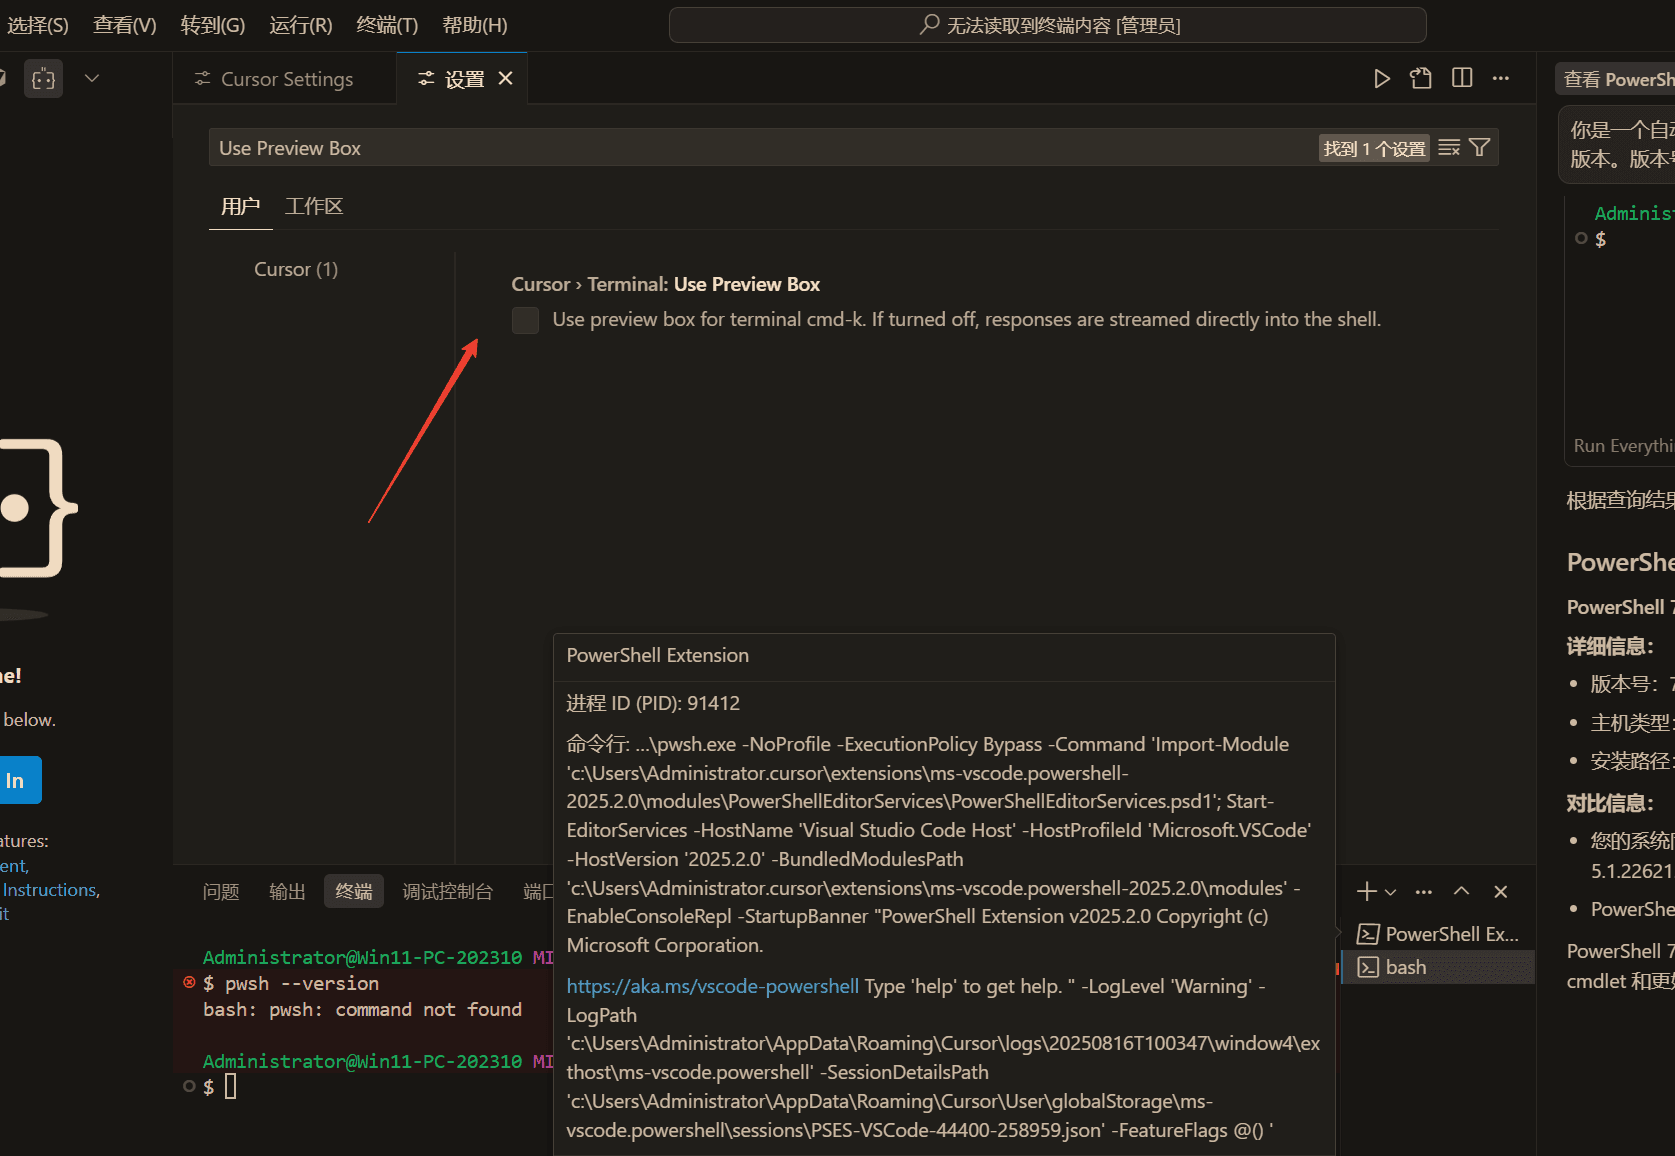 选择(S) 查看(V) 转到(G) 运行(R) 终端(T) 帮助(H)
无法读取到终端内容 [管理员]
Cursor Settings
设置
Use Preview Box
找到 1 个设置
用户 工作区
Cursor (1)
Cursor › Terminal: Use Preview Box
Use preview box for terminal cmd-k. If turned off, responses are streamed directly into the shell.
ne!
below.
In
atures:
ent,
Instructions,
it
PowerShell Extension
进程 ID (PID): 91412
命令行: ...\pwsh.exe -NoProfile -ExecutionPolicy Bypass -Command 'Import-Module
'c:\Users\Administrator.cursor\extensions\ms-vscode.powershell-
2025.2.0\modules\PowerShellEditorServices\PowerShellEditorServices.psd1'; Start-
EditorServices -HostName 'Visual Studio Code Host' -HostProfileId 'Microsoft.VSCode'
-HostVersion '2025.2.0' -BundledModulesPath
'c:\Users\Administrator.cursor\extensions\ms-vscode.powershell-2025.2.0\modules' -
EnableConsoleRepl -StartupBanner "PowerShell Extension v2025.2.0 Copyright (c)
Microsoft Corporation.
https://aka.ms/vscode-powershell Type 'help' to get help. " -LogLevel 'Warning' -
LogPath
'c:\Users\Administrator\AppData\Roaming\Cursor\logs\20250816T100347\window4\ex
thost\ms-vscode.powershell' -SessionDetailsPath
'c:\Users\Administrator\AppData\Roaming\Cursor\User\globalStorage\ms-
vscode.powershell\sessions\PSES-VSCode-44400-258959.json' -FeatureFlags @() '
问题 输出 终端 调试控制台 端口
Administrator@Win11-PC-202310 MI
$ pwsh --version
bash: pwsh: command not found
Administrator@Win11-PC-202310 MI
$
PowerShell Ex...
bash
查看 PowerSh
你是一个自动
版本。版本号
Adminis
$
Run Everythi
根据查询结果
PowerShe
PowerShell 7
详细信息：
• 版本号：7
• 主机类型：
• 安装路径：
对比信息：
• 您的系统同
5.1.22621
• PowerShe
PowerShell 7
cmdlet 和更好